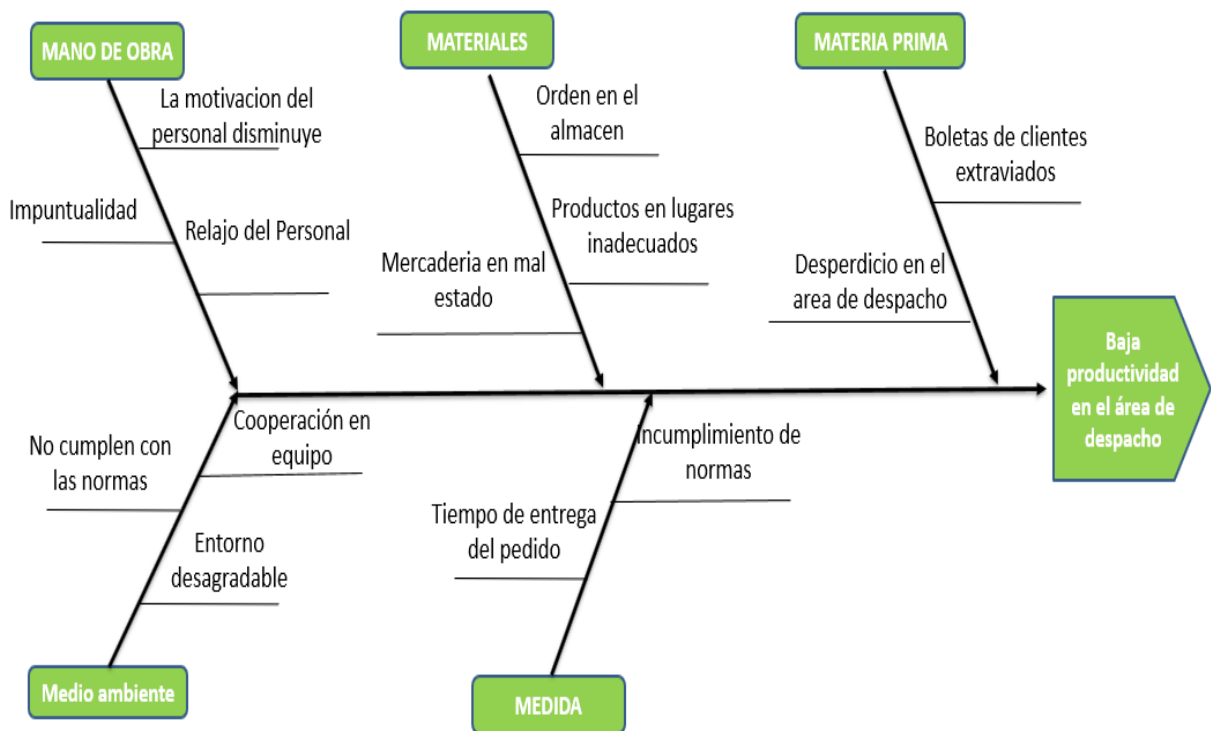 MANO DE OBRA
MATERIALES
MATERIA PRIMA
La motivacion del
personal disminuye
Impuntualidad
Relajo del Personal
Orden en el
almacen
Productos en lugares
inadecuados
Mercaderia en mal
estado
Boletas de clientes
extraviados
Desperdicio en el
area de despacho
Baja
productividad
en el área de
despacho
No cumplen con
las normas
Cooperación en
equipo
Entorno
desagradable
Incumplimiento de
normas
Tiempo de entrega
del pedido
Medio ambiente
MEDIDA